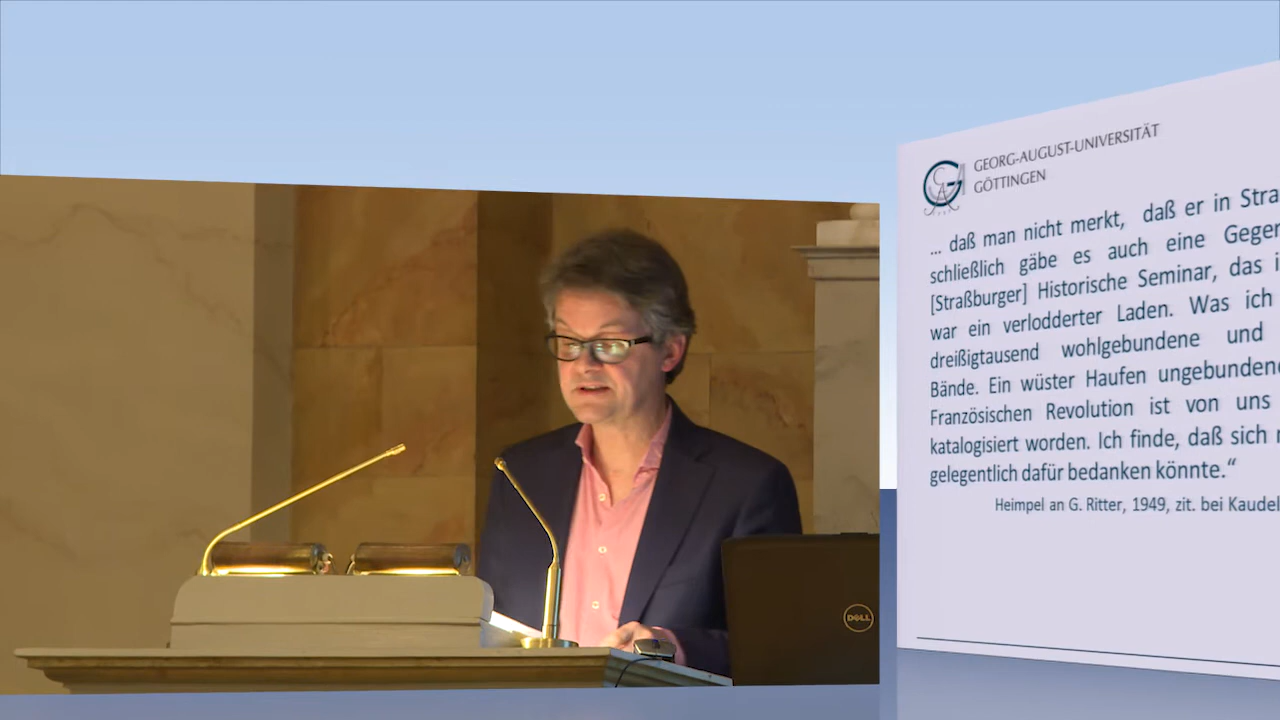 GEORG-AUGUST-UNIVERSITÄT
GÖTTINGEN
... daß man nicht merkt, daß er in
schließlich gäbe es auch eine
[Straßburger] Historische Seminar, das
war ein verlodderter Laden. Was ich
dreißigtausend wohlgebundene und
Bände. Ein wüster Haufen
Französischen Revolution ist von uns
katalogisiert worden. Ich finde, daß sich
gelegentlich dafür bedanken könnte.“
Heimpel an G. Ritter, 1949, zit. bei
DELL